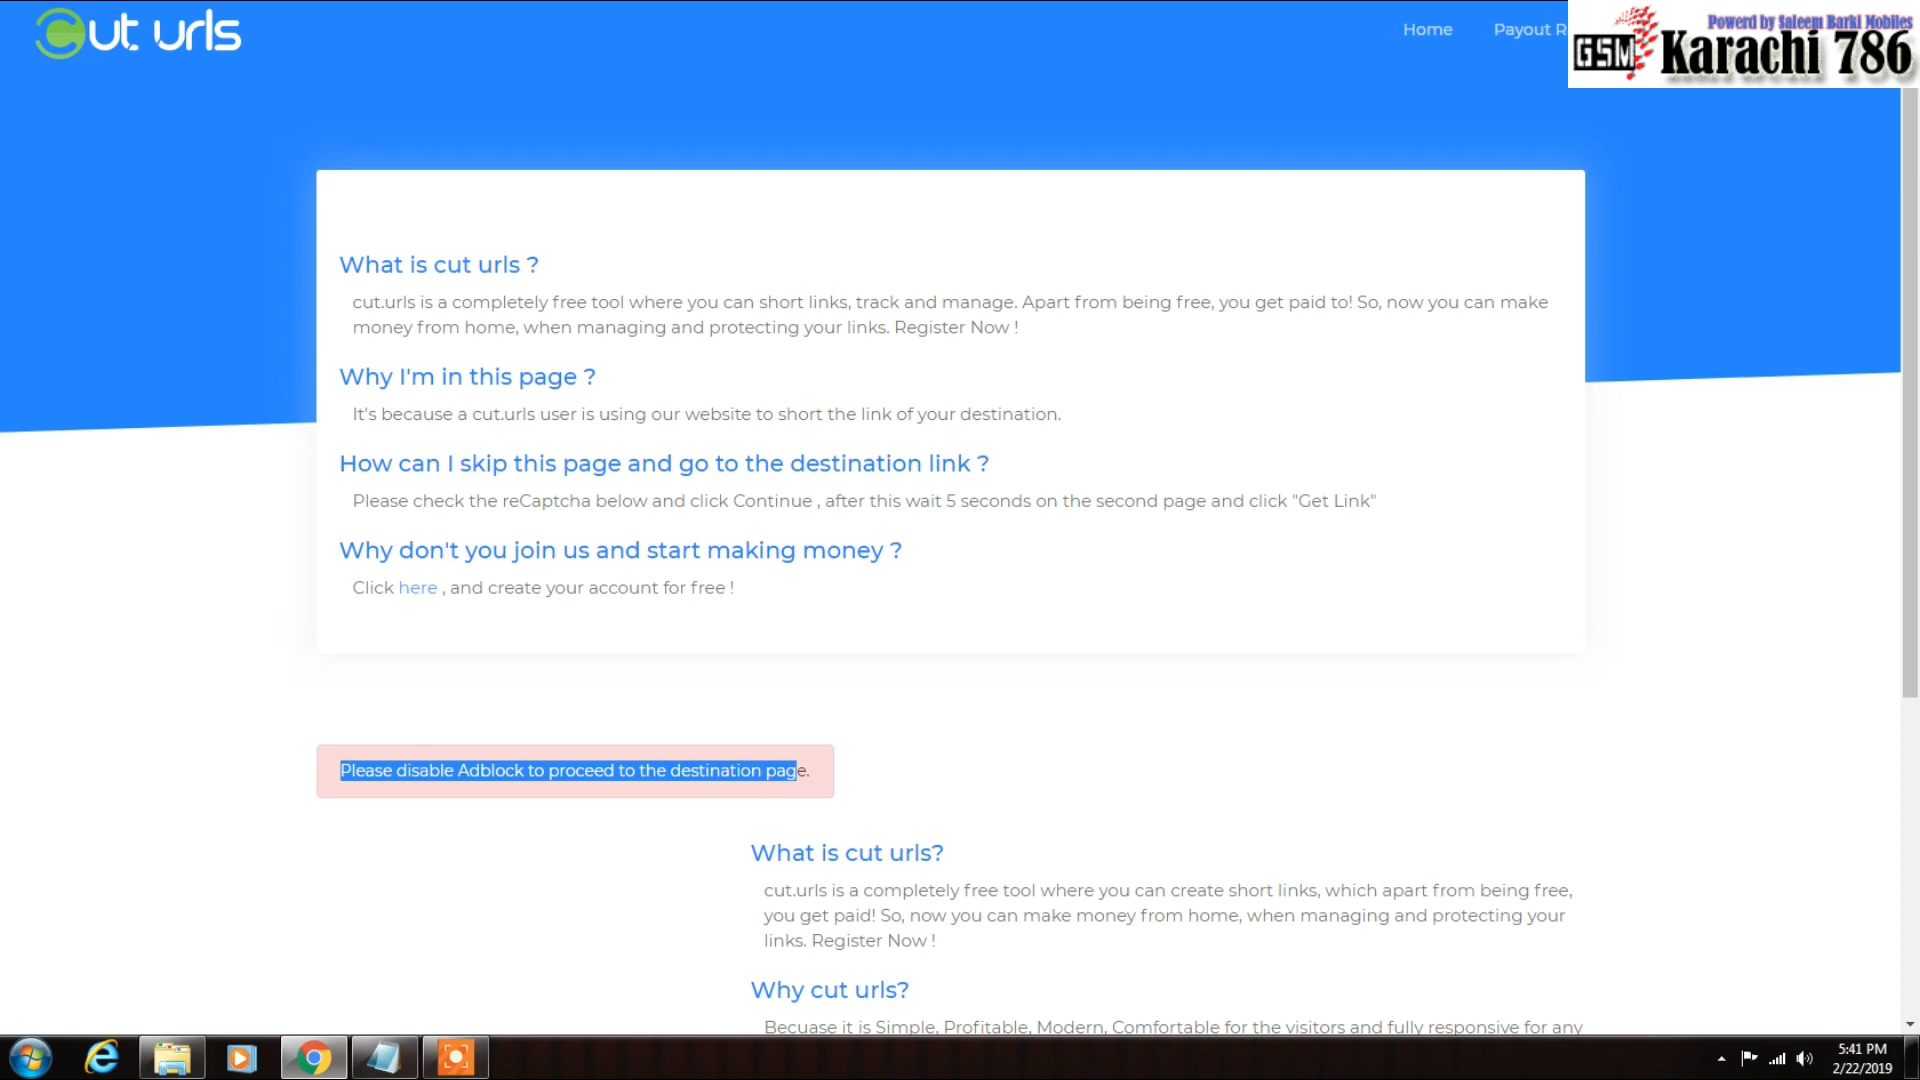 Cut urls
Home
Payout R
Powerd by Saleem Barki Mobiles
GSM Karachi 786
What is cut urls ?
cut.urls is a completely free tool where you can short links, track and manage. Apart from being free, you get paid to! So, now you can make
money from home, when managing and protecting your links. Register Now !
Why I'm in this page ?
It's because a cut.urls user is using our website to short the link of your destination.
How can I skip this page and go to the destination link ?
Please check the reCaptcha below and click Continue , after this wait 5 seconds on the second page and click "Get Link"
Why don't you join us and start making money ?
Click here , and create your account for free !
Please disable Adblock to proceed to the destination page.
What is cut urls?
cut.urls is a completely free tool where you can create short links, which apart from being free,
you get paid! So, now you can make money from home, when managing and protecting your
links. Register Now !
Why cut urls?
Becuase it is Simple, Profitable, Modern, Comfortable for the visitors and fully responsive for any
5:41 PM
2/22/2019